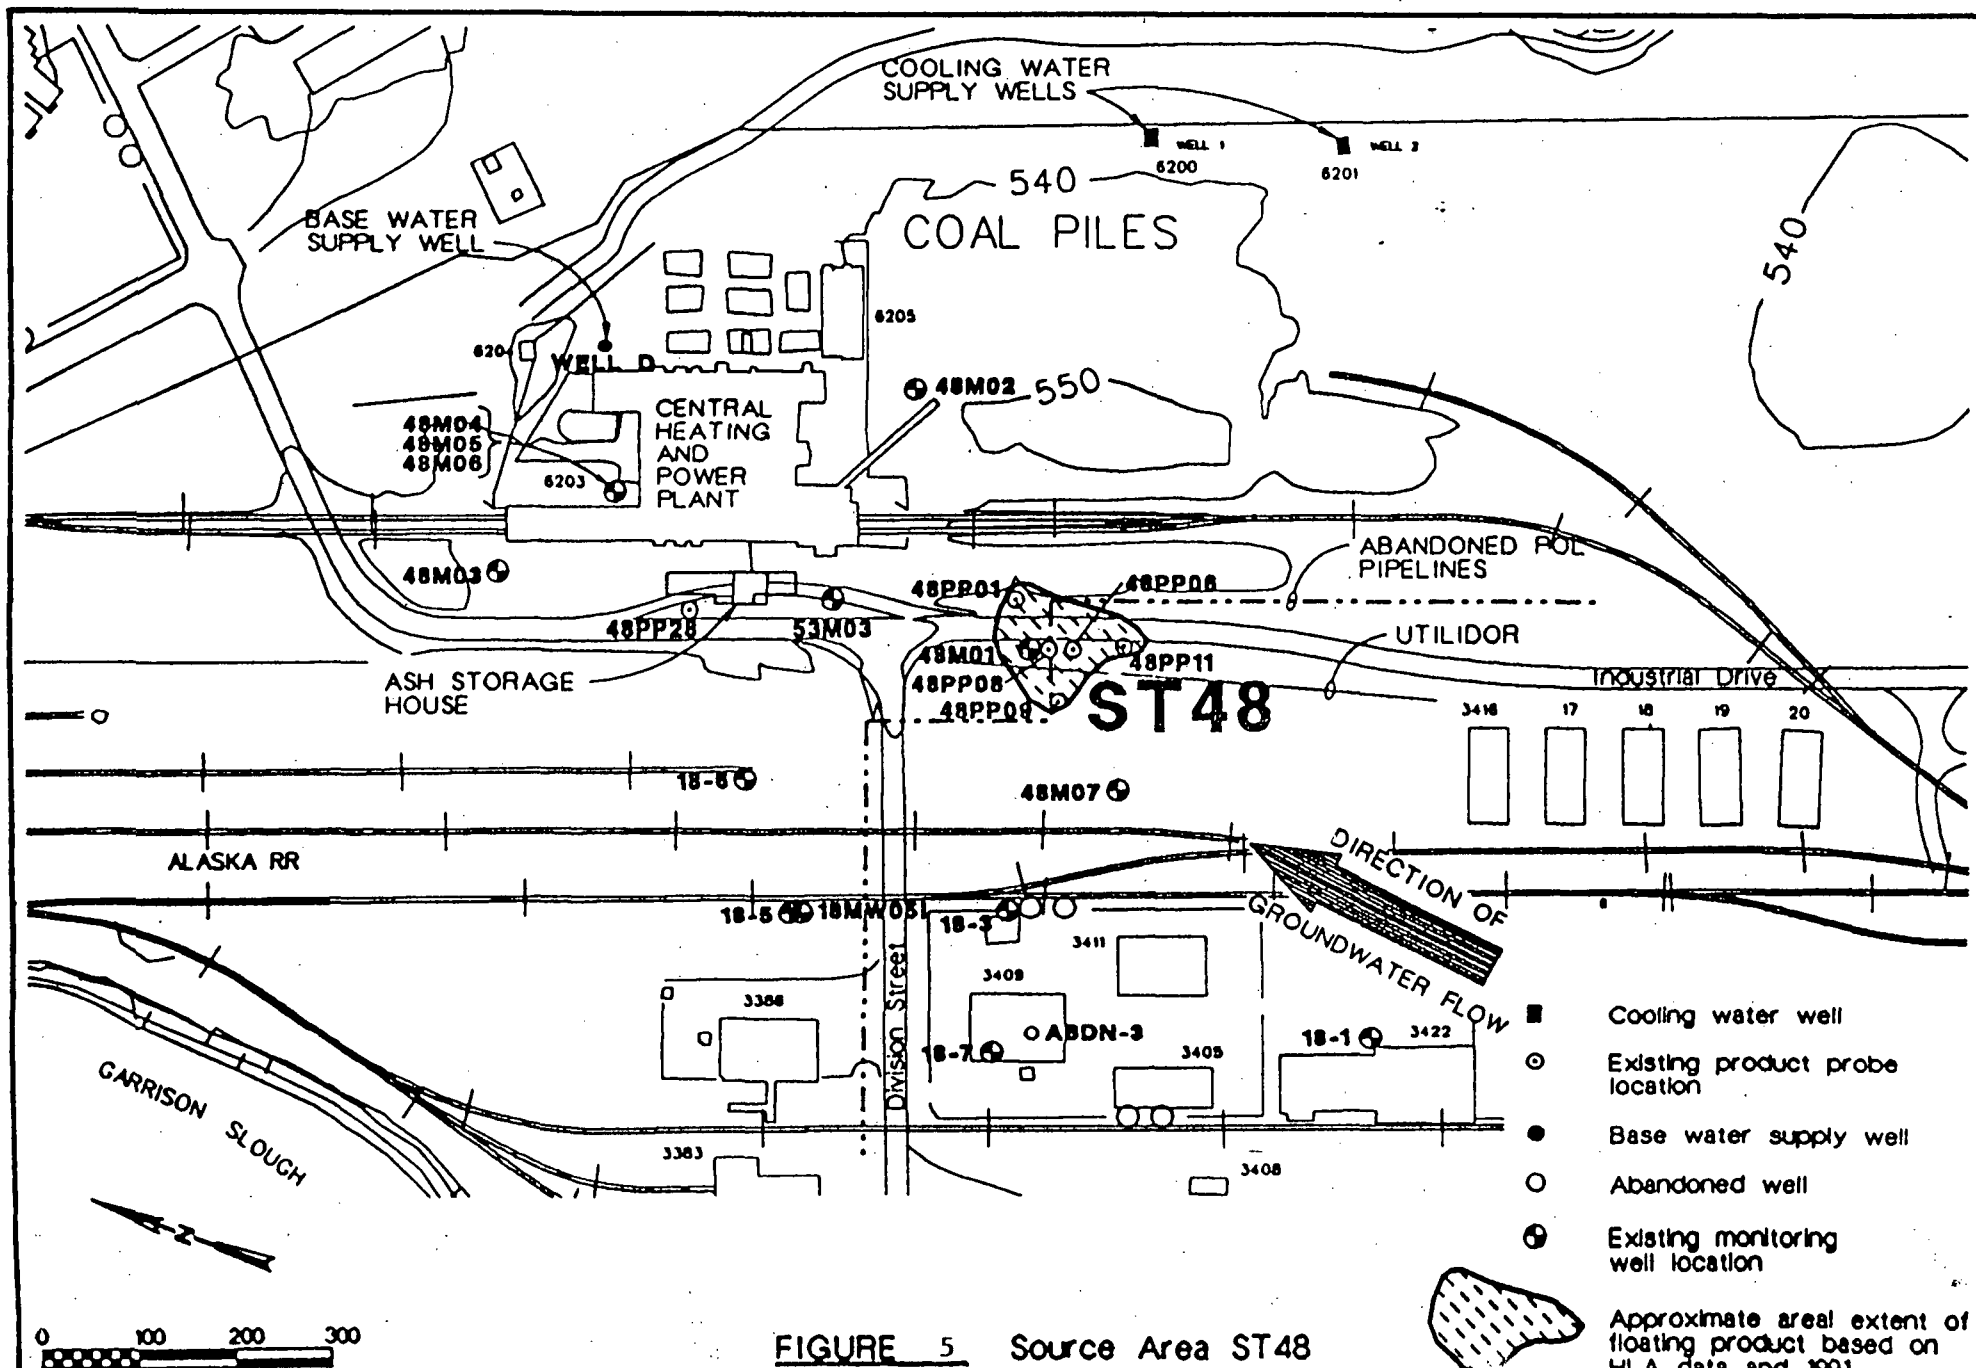 COOLING WATER
SUPPLY WELLS
WELL 1
6200
WELL 2
6201
540
COAL PILES
540
BASE WATER
SUPPLY WELL
6205
WELL D
48M02
550
CENTRAL
HEATING
AND
POWER
PLANT
48M04
48M05
48M06
6203
ABANDONED POL
PIPELINES
48M03
48PP01
48PP06
48PP28
53M03
UTILIDOR
48M01
48PP11
48PP08
48PP09
ST48
ASH STORAGE
HOUSE
Industrial Drive
3416
17
18
19
20
18-6
48M07
ALASKA RR
DIRECTION OF
GROUNDWATER FLOW
18-5
18-3
3411
3409
3386
Division Street
ABDN-3
18-7
18-1
3422
3405
GARRISON SLOUGH
3383
3408
N
Cooling water well
Existing product probe
location
Base water supply well
Abandoned well
Existing monitoring
well location
Approximate areal extent of
floating product based on
HLA data and 1993
0 100 200 300
FIGURE 5 Source Area ST48